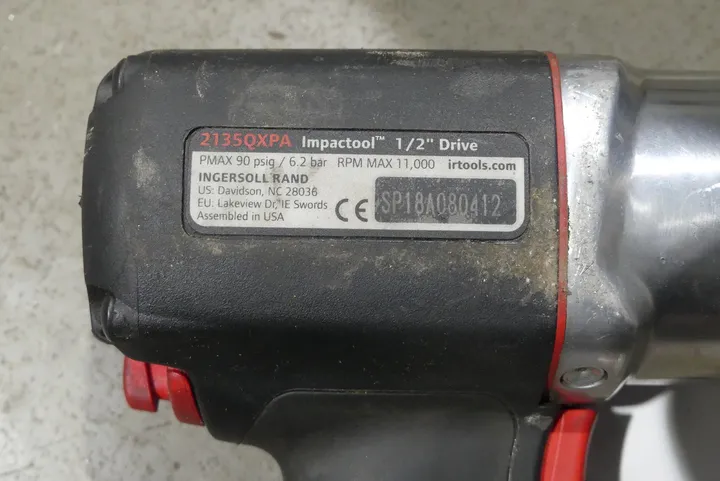 2135QXPA Impactool™ 1/2" Drive
PMAX 90 psig / 6.2 bar RPM MAX 11,000 irtools.com
INGERSOLL RAND
US: Davidson, NC 28036
EU. Lakeview Dr, IE Swords
Assembled in USA
CE SP18A080412